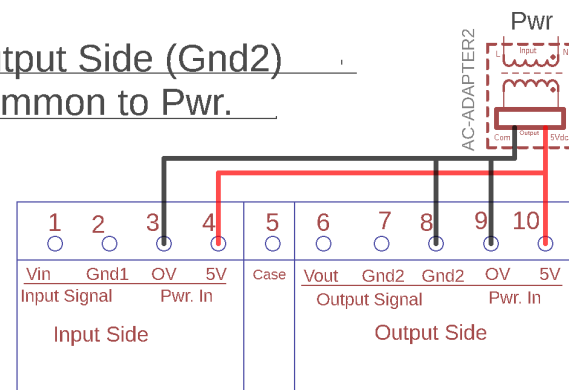 Pwr
tput Side (Gnd2)
mmon to Pwr.
AC-ADAPTER2
L Input N
Com Output 5Vdc
1 2 3 4 5 6 7 8 9 10
Vin Gnd1 OV 5V Case Vout Gnd2 Gnd2 OV 5V
Input Signal Pwr. In Output Signal Pwr. In
Input Side Output Side